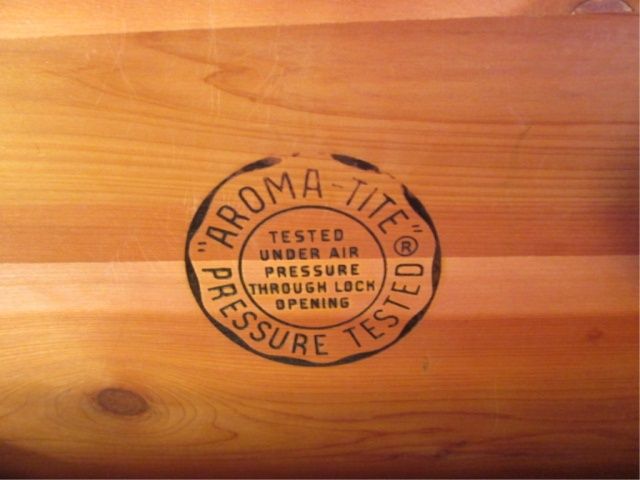 "AROMA-TITE"®
TESTED
UNDER AIR
PRESSURE
THROUGH LOCK
OPENING
PRESSURE TESTED